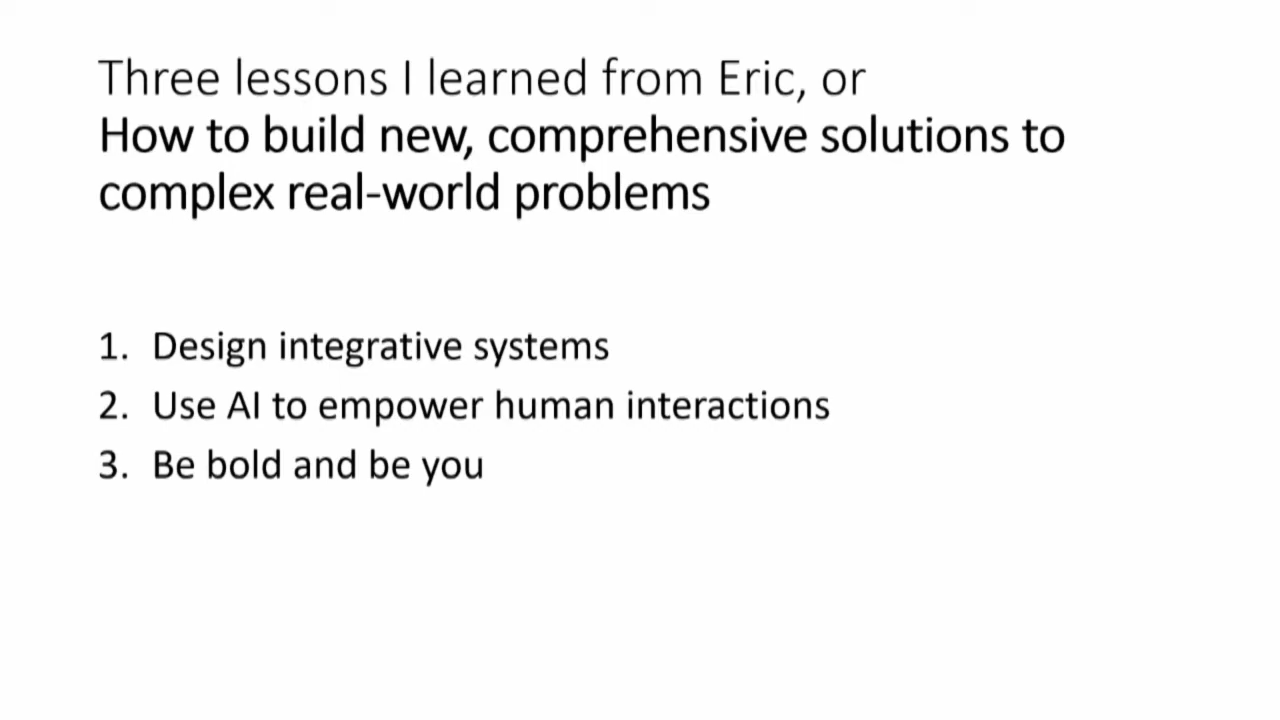 Three lessons I learned from Eric, or
How to build new, comprehensive solutions to
complex real-world problems
1. Design integrative systems
2. Use AI to empower human interactions
3. Be bold and be you